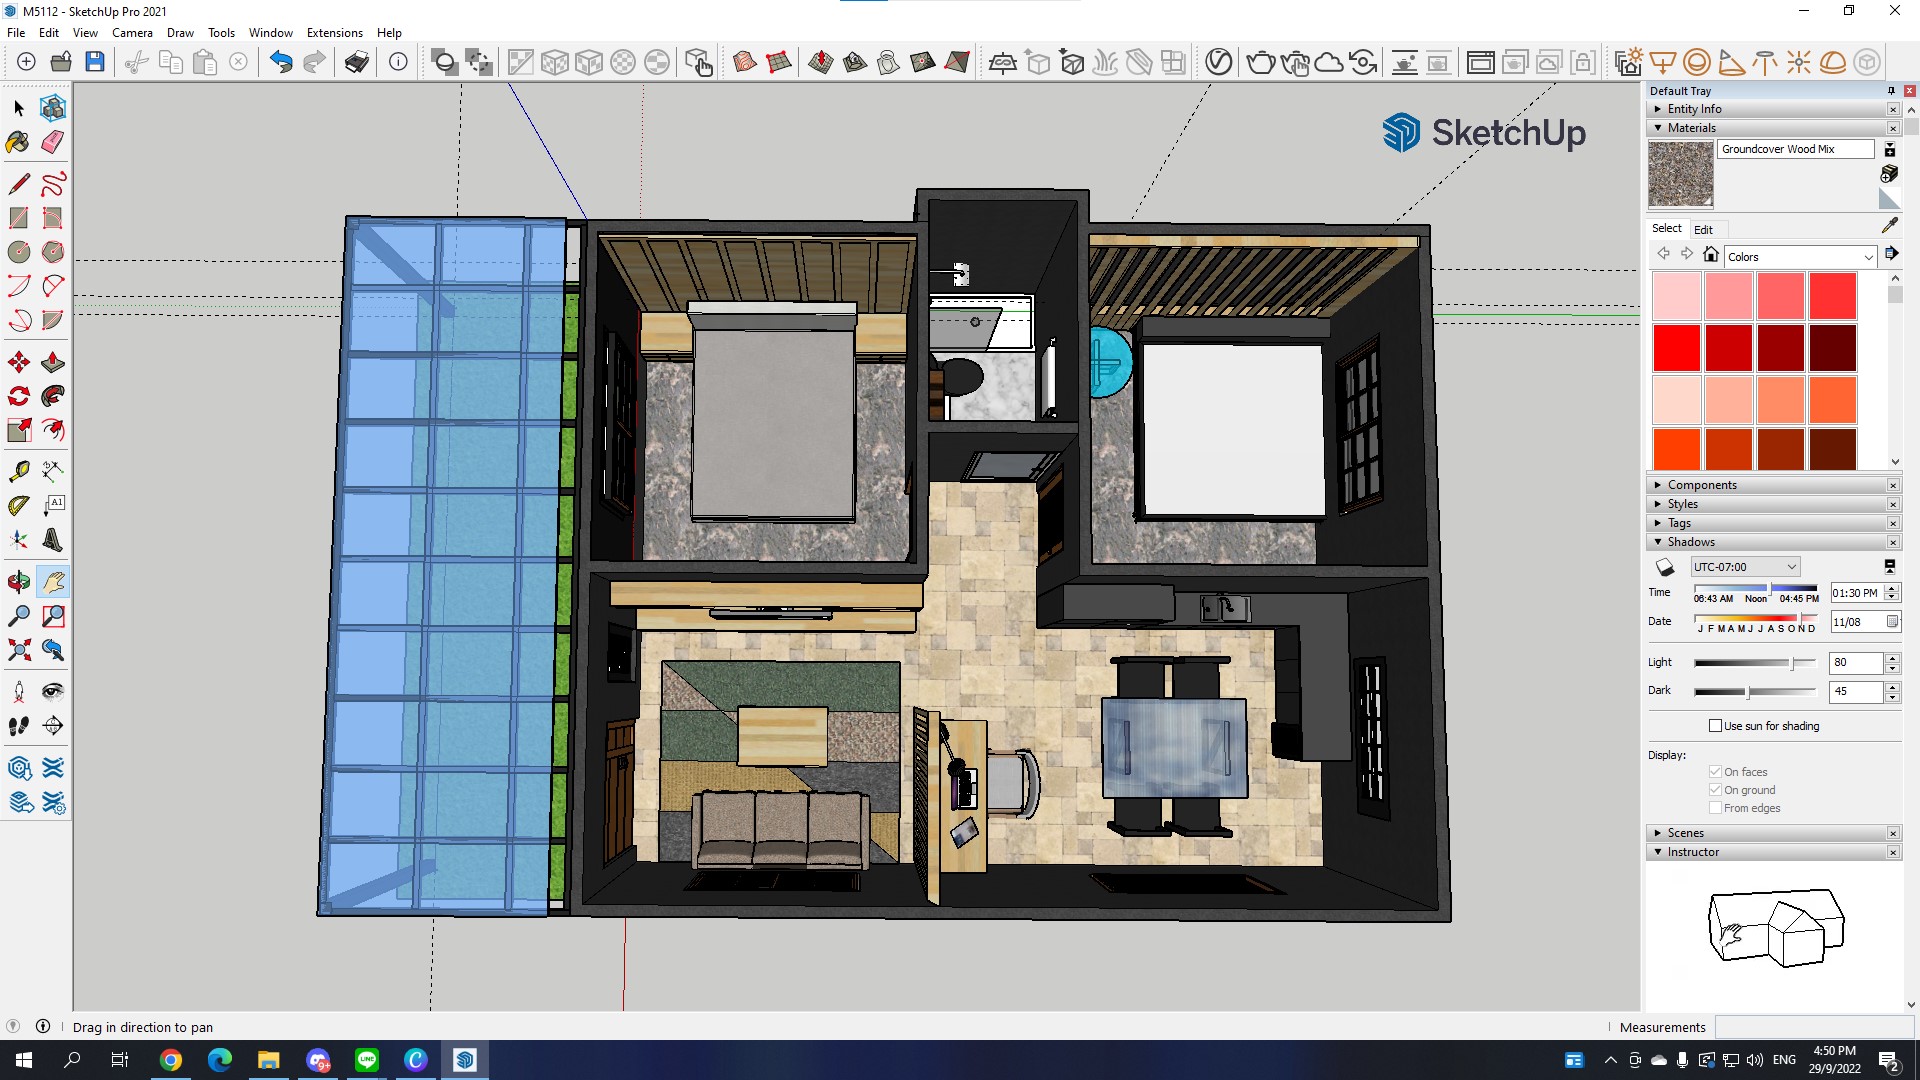 M5112 - SketchUp Pro 2021
File Edit View Camera Draw Tools Window Extensions Help
SketchUp
A1
Default Tray
Entity Info
Materials
Groundcover Wood Mix
Select Edit
Colors
Components
Styles
Tags
Shadows
UTC-07:00
Time 06:43 AM Noon 04:45 PM 01:30 PM
Date J F M A M J J A S O N D 11/08
Light 80
Dark 45
Use sun for shading
Display:
On faces
On ground
From edges
Scenes
Instructor
Drag in direction to pan
Measurements
9+
LINE
ENG
4:50 PM
29/9/2022
2